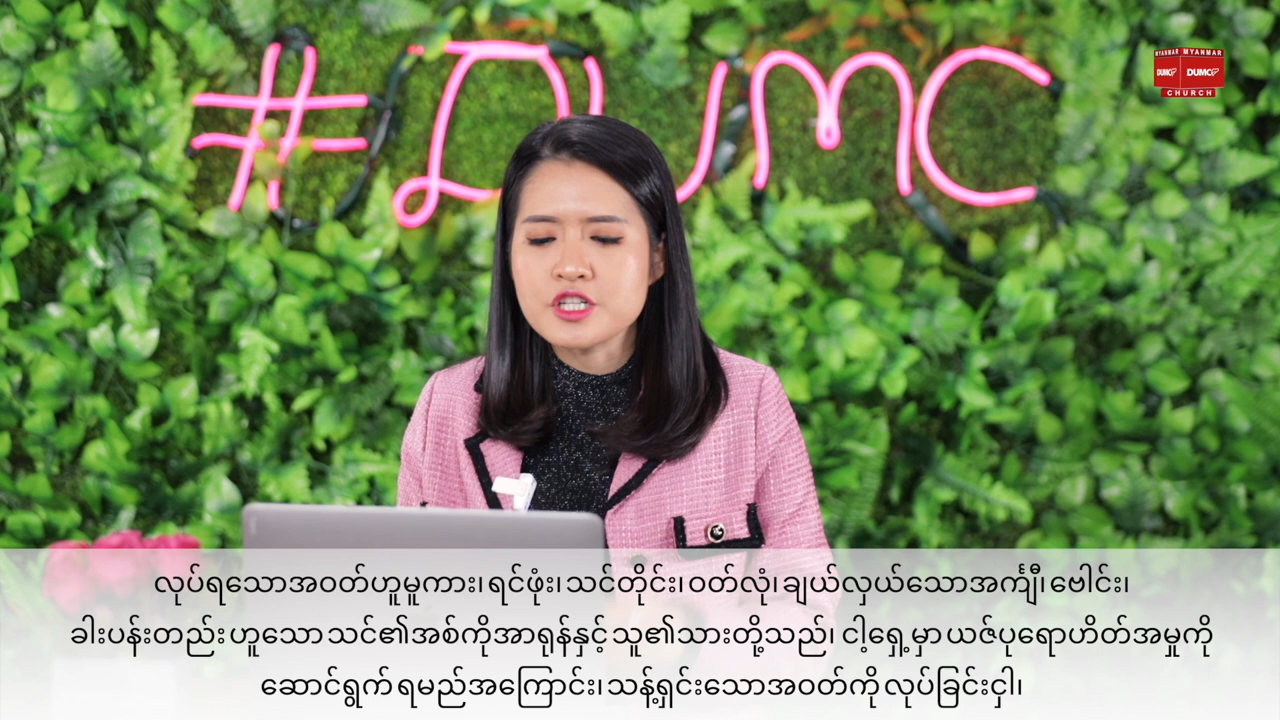 #DUMC
MYANMAR MYANMAR
DUMC DUMC
CHURCH
လုပ်ရသောအဝတ်ဟူမူကား၊ ရင်ဖုံး၊ သင်တိုင်း၊ ဝတ်လုံ၊ ချယ်လှယ်သောအင်္ကျီ၊ ဗေါင်း၊
ခါးပန်းတည်း ဟူသော သင်၏အစ်ကိုအာရုန်နှင့် သူ၏သားတို့သည်၊ ငါ့ရှေ့မှာ ယဇ်ပုရောဟိတ်အမှုကို
ဆောင်ရွက် ရမည်အကြောင်း၊ သန့်ရှင်းသောအဝတ်ကို လုပ်ခြင်းငှါ၊